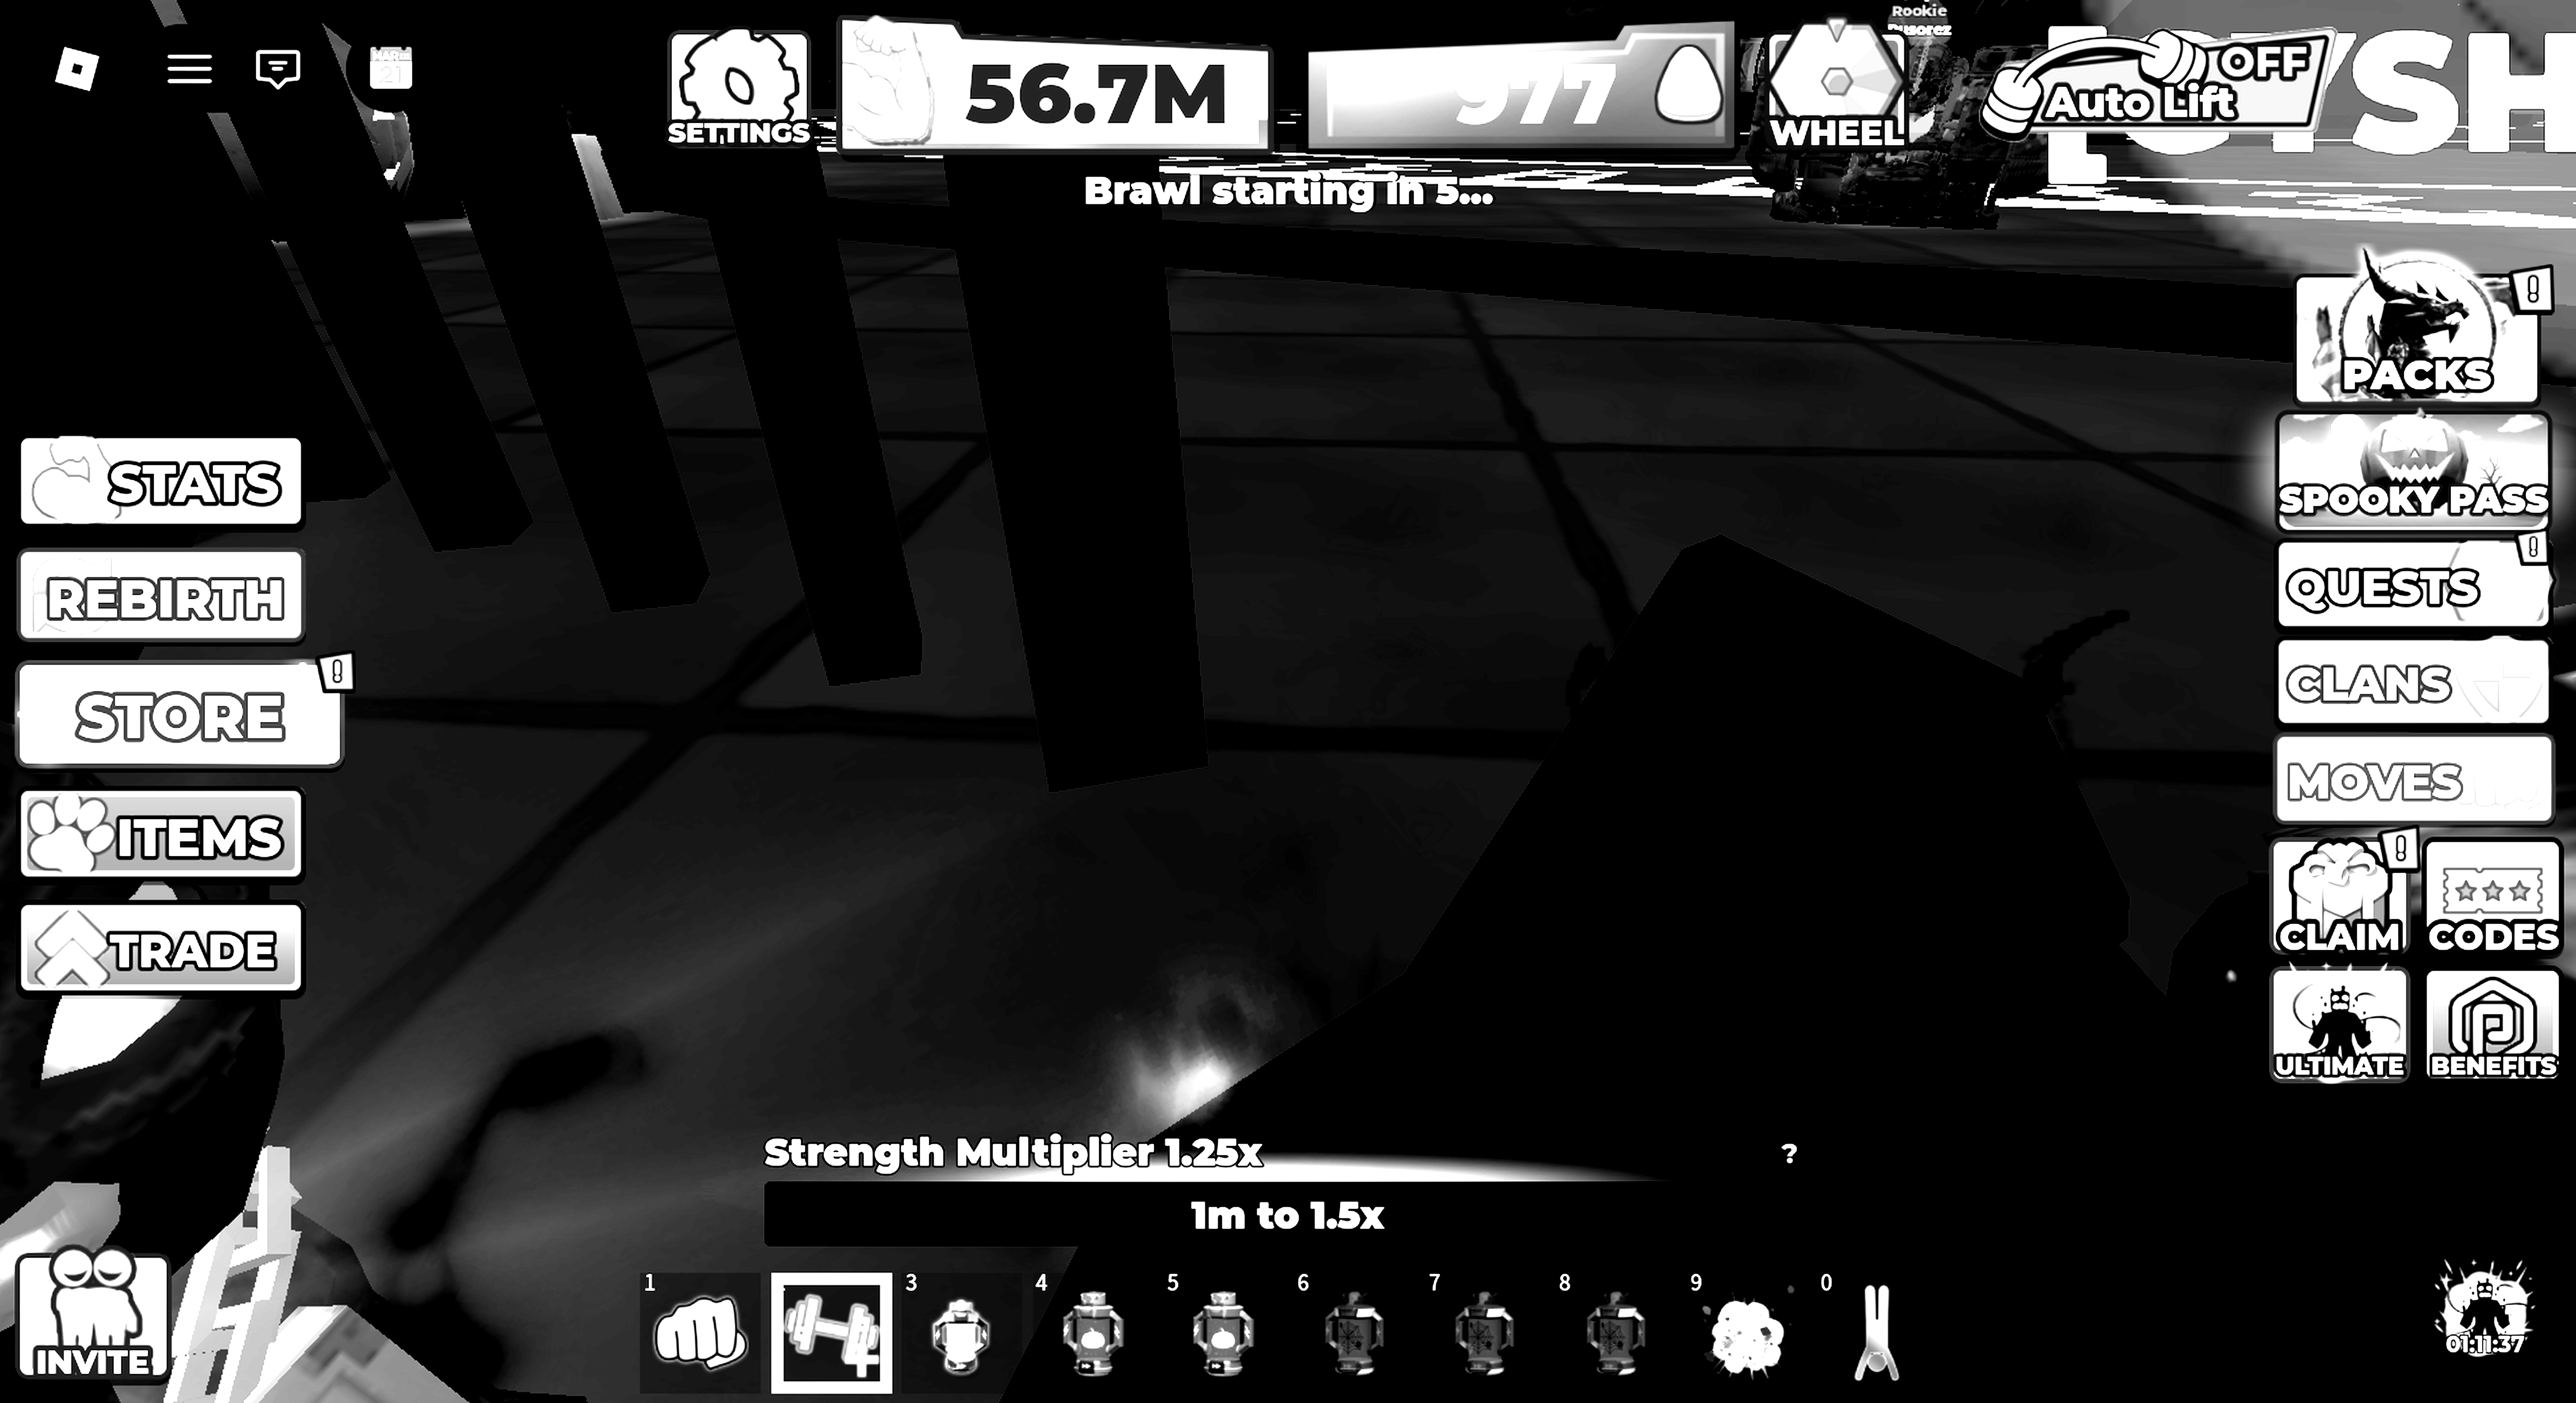 Rookie
SETTINGS
56.7M
977
WHEEL
OFF
Auto Lift
Brawl starting in 5...
PACKS
SPOOKY PASS
QUESTS
CLANS
MOVES
CLAIM
CODES
ULTIMATE
BENEFITS
STATS
REBIRTH
STORE
ITEMS
TRADE
INVITE
Strength Multiplier 1.25x
?
1m to 1.5x
1
3
4
5
6
7
8
9
0
01:11:37